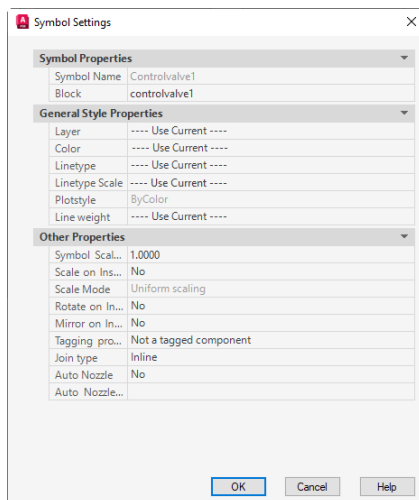 Symbol Settings
Symbol Properties
Symbol Name Controlvalve1
Block controlvalve1
General Style Properties
Layer ---- Use Current ----
Color ---- Use Current ----
Linetype ---- Use Current ----
Linetype Scale ---- Use Current ----
Plotstyle ByColor
Line weight ---- Use Current ----
Other Properties
Symbol Scal... 1.0000
Scale on Ins... No
Scale Mode Uniform scaling
Rotate on In... No
Mirror on In... No
Tagging pro... Not a tagged component
Join type Inline
Auto Nozzle No
Auto Nozzle...
OK Cancel Help